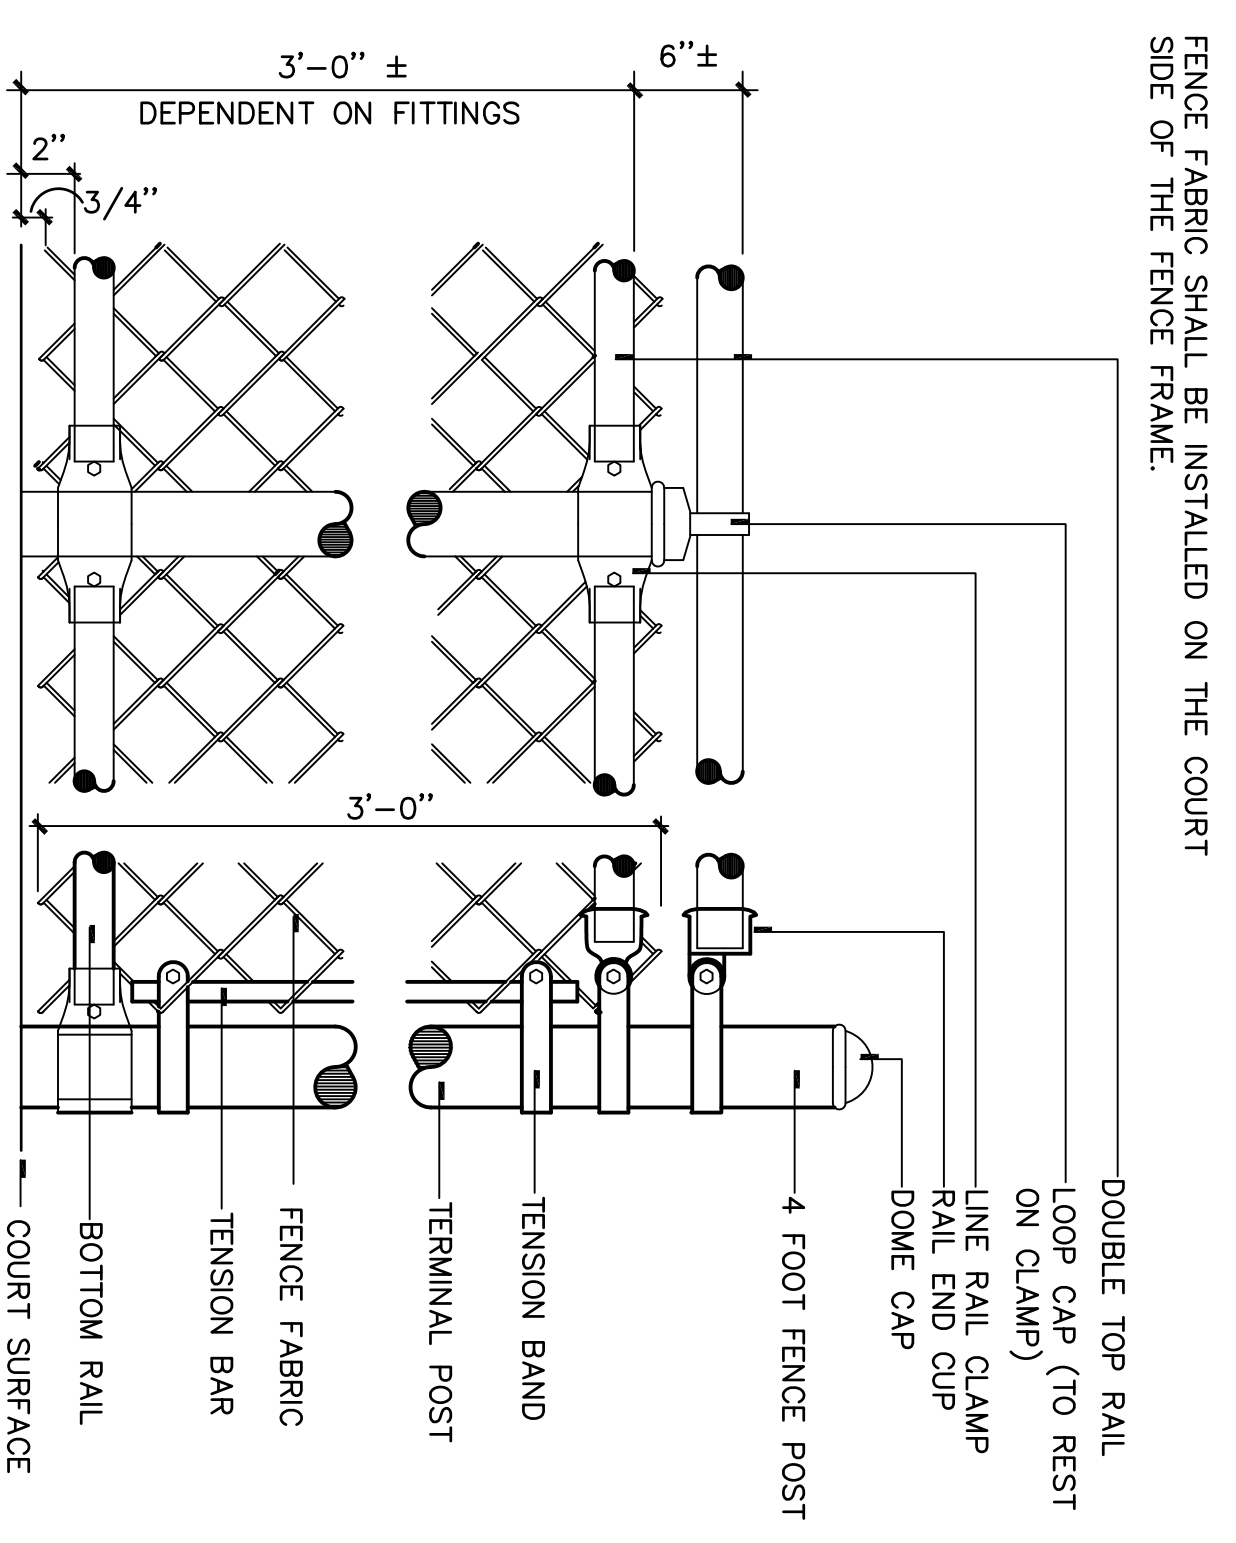 FENCE FABRIC SHALL BE INSTALLED ON THE COURT
SIDE OF THE FENCE FRAME.
6"±
3'-0" ±
DEPENDENT ON FITTINGS
2"
3/4"
3'-0"
DOUBLE TOP RAIL
LOOP CAP (TO REST
ON CLAMP)
LINE RAIL CLAMP
RAIL END CUP
DOME CAP
4 FOOT FENCE POST
TENSION BAND
TERMINAL POST
FENCE FABRIC
TENSION BAR
BOTTOM RAIL
COURT SURFACE